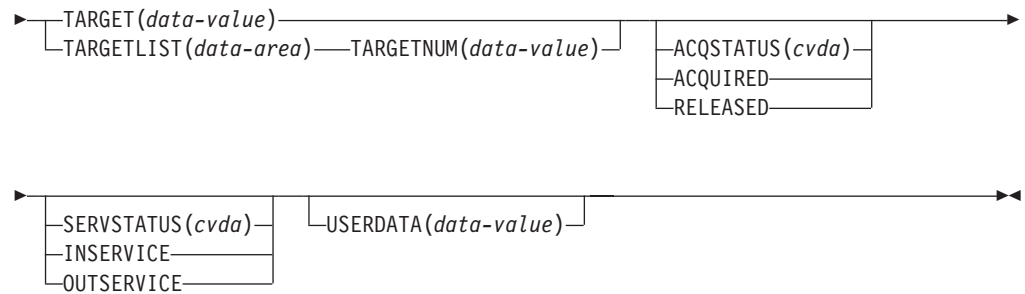 TARGET(data-value)
TARGETLIST(data-area) TARGETNUM(data-value)
ACQSTATUS(cvda)
ACQUIRED
RELEASED
SERVSTATUS(cvda)
INSERVICE
OUTSERVICE
USERDATA(data-value)